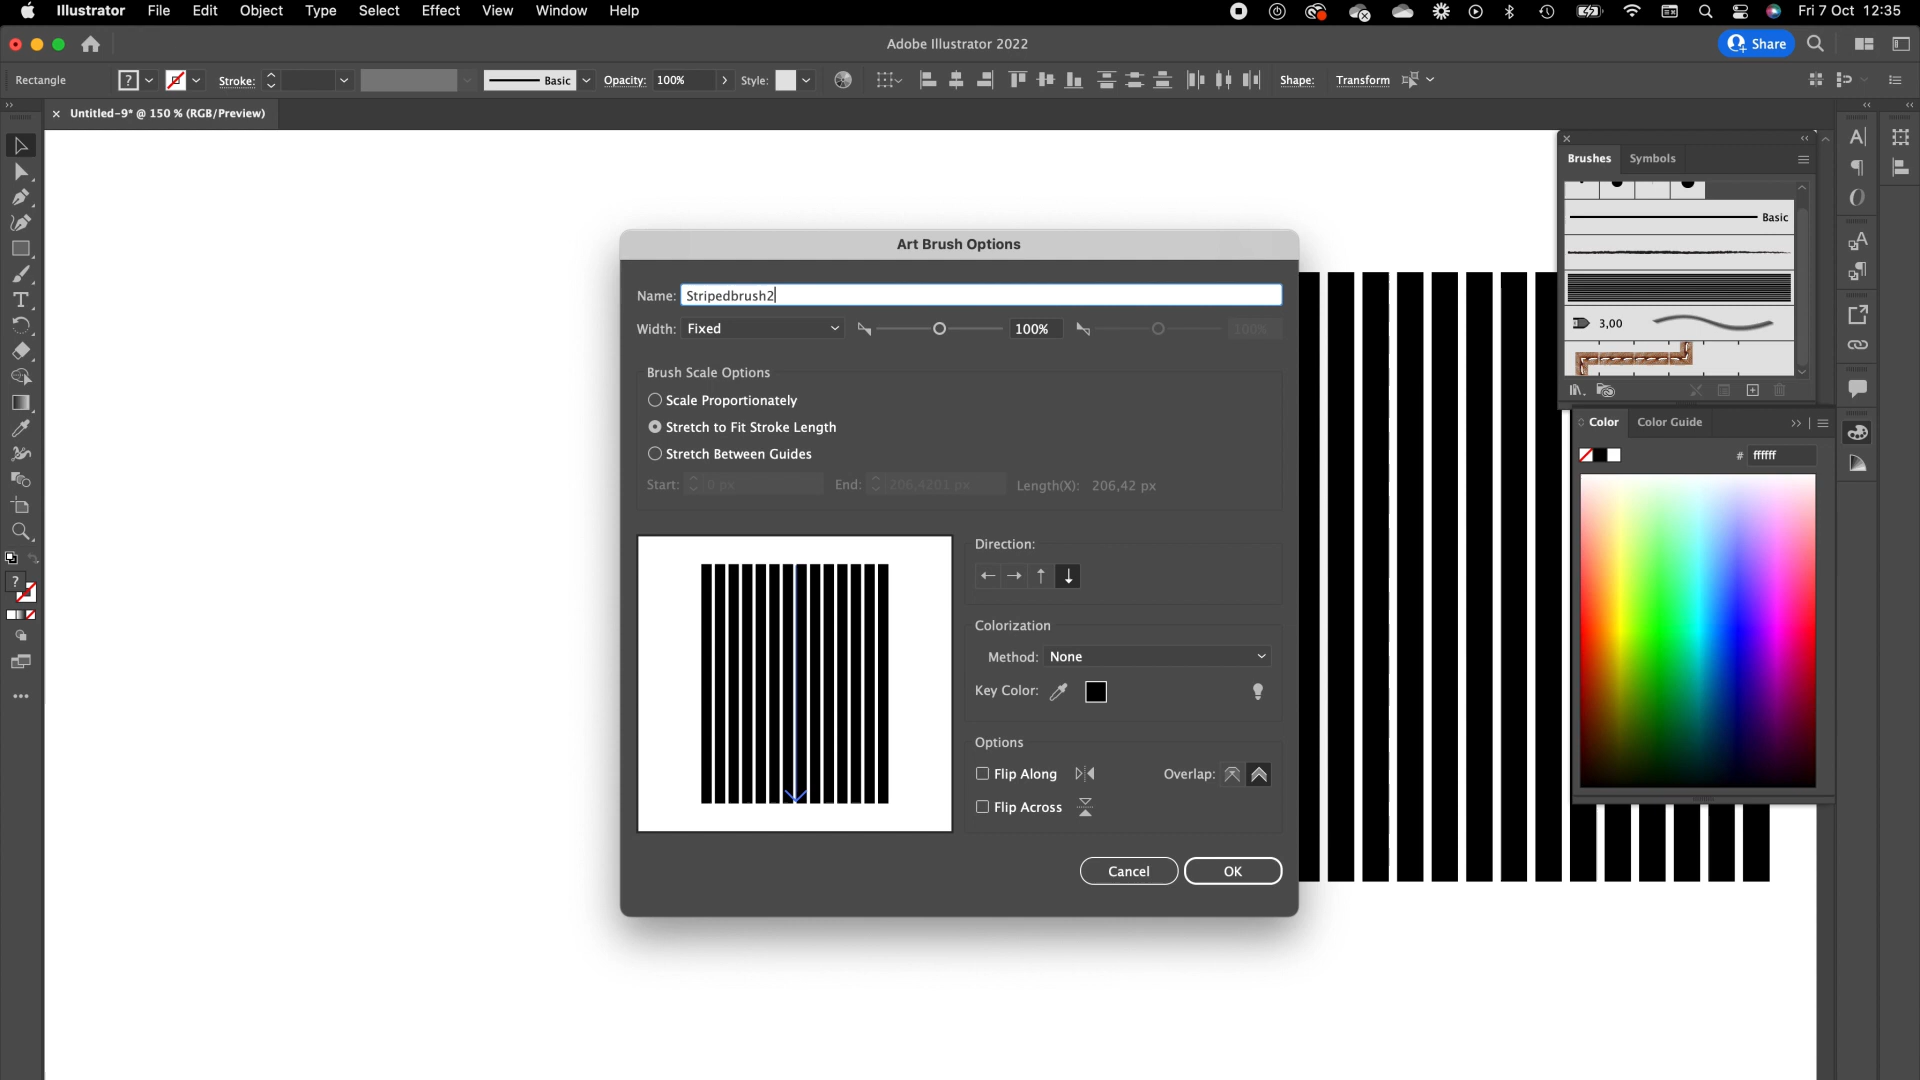 Illustrator File Edit Object Type Select Effect View Window Help Fri 7 Oct 12:35
Adobe Illustrator 2022 Share
Rectangle ? Stroke: Basic Opacity: 100% Style: Shape: Transform
Untitled-9* @ 150 % (RGB/Preview)
Brushes Symbols
Basic
3,00
Color Color Guide
# ffffff
Art Brush Options
Name: Stripedbrush2
Width: Fixed 100% 100%
Brush Scale Options
Scale Proportionately
Stretch to Fit Stroke Length
Stretch Between Guides
Start: 0 px End: 206,4201 px Length(X): 206,42 px
Direction:
Colorization
Method: None
Key Color:
Options
Flip Along Overlap:
Flip Across
Cancel OK
?